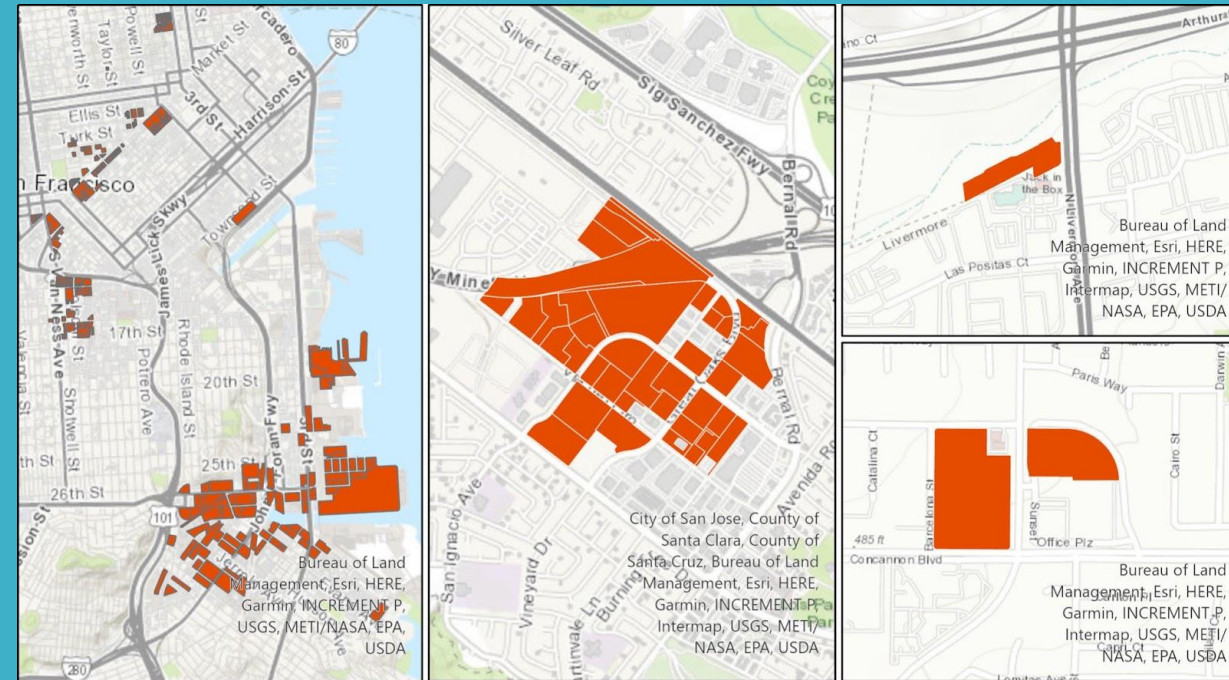 80
Market St
Powell St
Taylor St
3rd St
Harrison St
Ellis St
Turk St
S Van Ness Ave
17th St
Rhode Island St
Potrero Ave
20th St
Shotwell St
25th St
26th St
101
280
Bureau of Land
Management, Esri, HERE,
Garmin, INCREMENT P,
USGS, METI/NASA, EPA,
USDA
Silver Leaf Rd
Sig Sanchez Fwy
Bernal Rd
Bernal Rd
San Ignacio Ave
Vineyard Dr
City of San Jose, County of
Santa Clara, County of
Santa Cruz, Bureau of Land
Management, Esri, HERE,
Garmin, INCREMENT P,
Intermap, USGS, METI/
NASA, EPA, USDA
Arthur
Jack in
the Box
N Livermore Ave
Livermore
Las Positas Ct
Bureau of Land
Management, Esri, HERE,
Garmin, INCREMENT P,
Intermap, USGS, METI/
NASA, EPA, USDA
Paris Way
Catalina Ct
Cairo St
Barcelona St
Sunset
Office Plz
485 ft
Concannon Blvd
Bureau of Land
Management, Esri, HERE,
Garmin, INCREMENT P,
Intermap, USGS, METI/
NASA, EPA, USDA